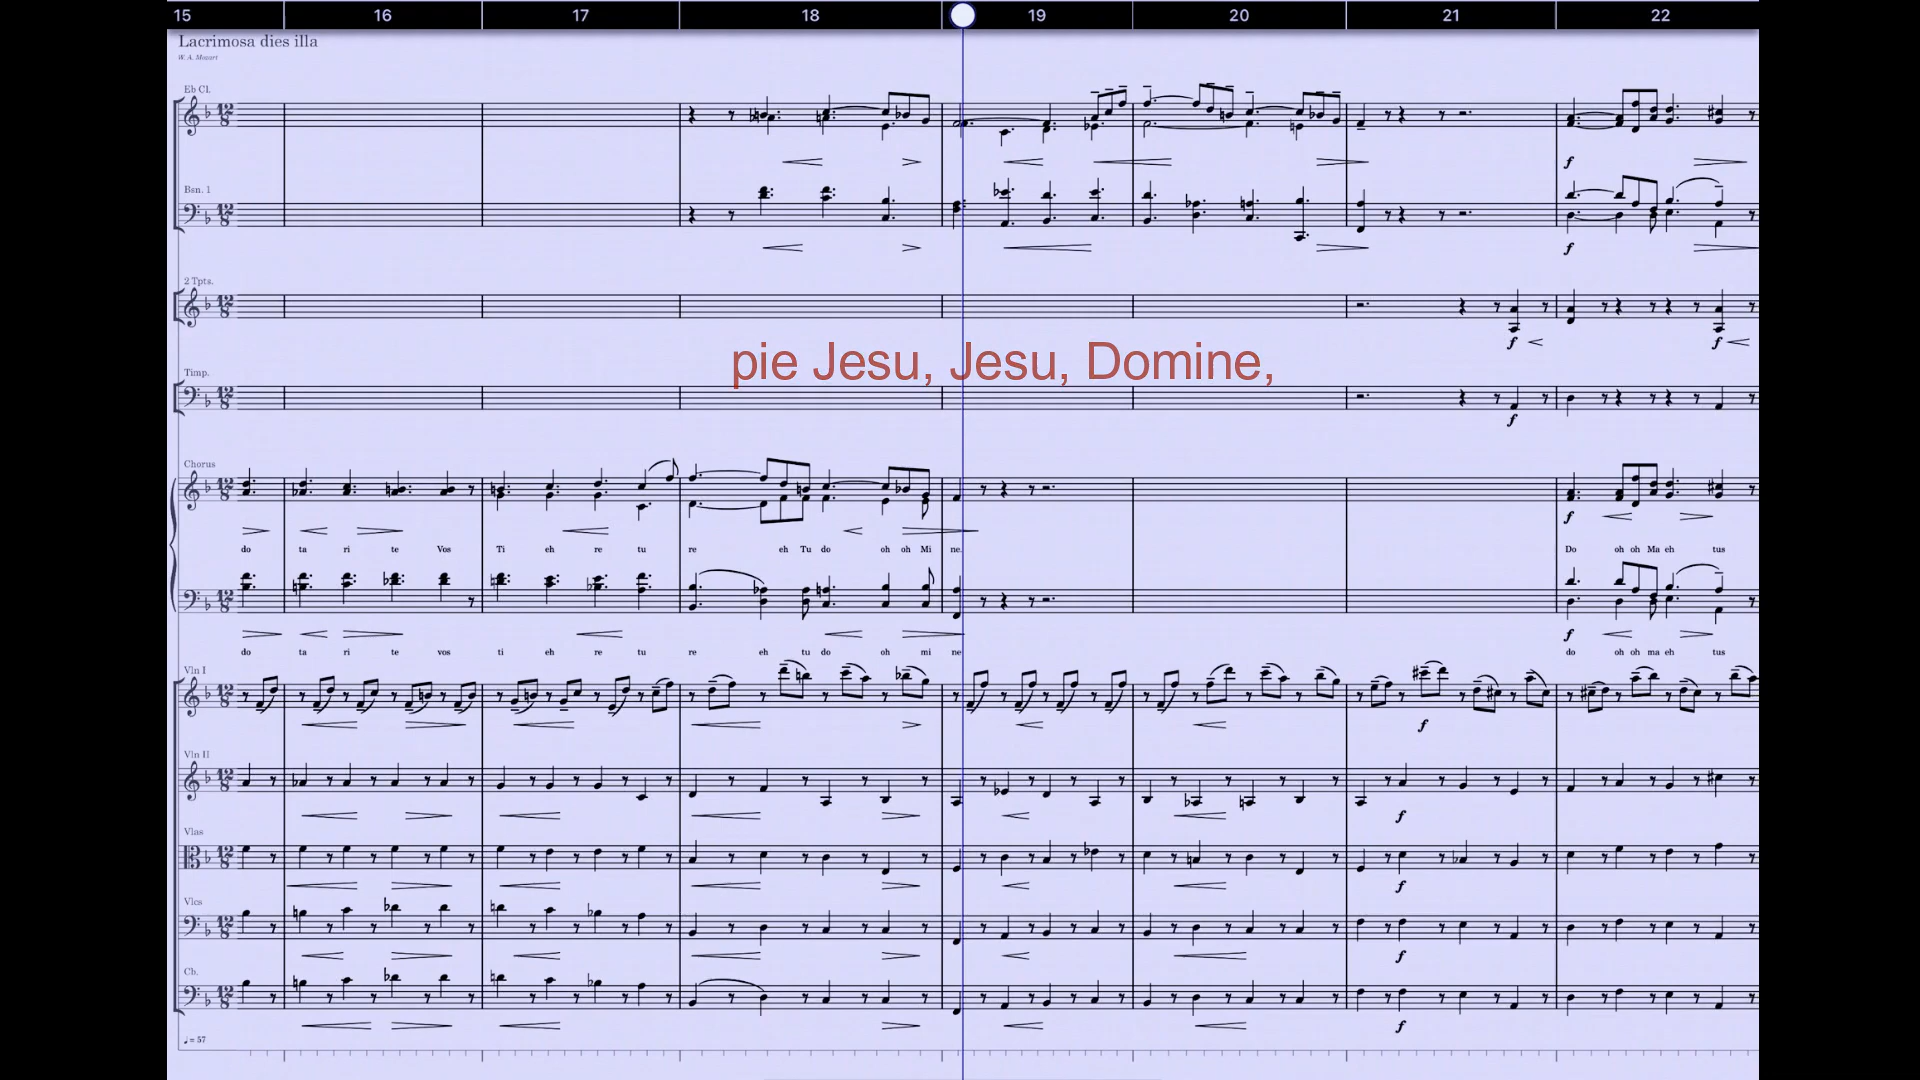 15 16 17 18 19 20 21 22
Lacrimosa dies illa
W. A. Mozart
Eb Cl.
Bsn. 1
2 Tpts.
pie Jesu, Jesu, Domine,
Timp.
Chorus
do ta ri te Vos Ti eh re tu re eh Tu do oh oh Mi ne. Do oh oh Ma eh tus
do ta ri te vos ti eh re tu re eh tu do oh mi ne do oh oh ma eh tus
Vln I
Vln II
Vlas
Vlcs
Cb.
♩ = 57